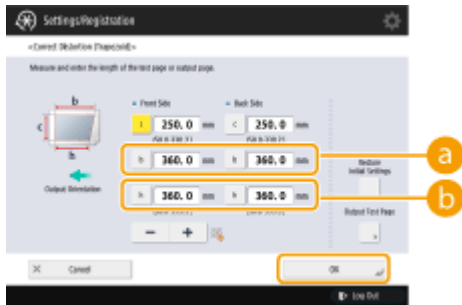 Settings/Registration
<Correct Distortion (Trapezoid)>
Measure and enter the length of the test page or output page.
b
Front Side
Back Side
c
250.0 mm
c
250.0 mm
b
360.0 mm
360.0 mm
a
h
Output Orientation
Restore
Initial Settings
h
360.0 mm
h
360.0 mm
b
Output Test Page
− +
× Cancel
OK
Log Out